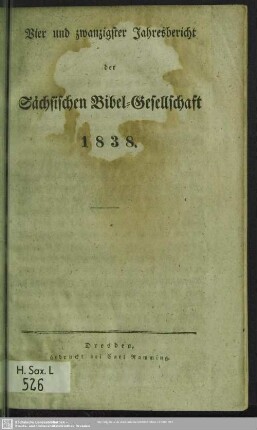 Vier und zwanzigster Jahresbericht
der
Sächsischen Bibel-Gesellschaft
1838.
Dresden,
gedruckt bei Carl Ramming.
H. Sax. L
526